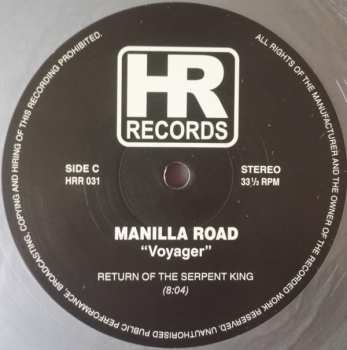 HR
RECORDS
SIDE C
HRR 031
STEREO
33 ⅓ RPM
MANILLA ROAD
"Voyager"
RETURN OF THE SERPENT KING
(8:04)
ALL RIGHTS OF THE MANUFACTURER AND THE OWNER OF THE RECORDED WORK RESERVED. UNAUTHORISED PUBLIC PERFORMANCE, BROADCASTING, COPYING AND HIRING OF THIS RECORDING PROHIBITED.